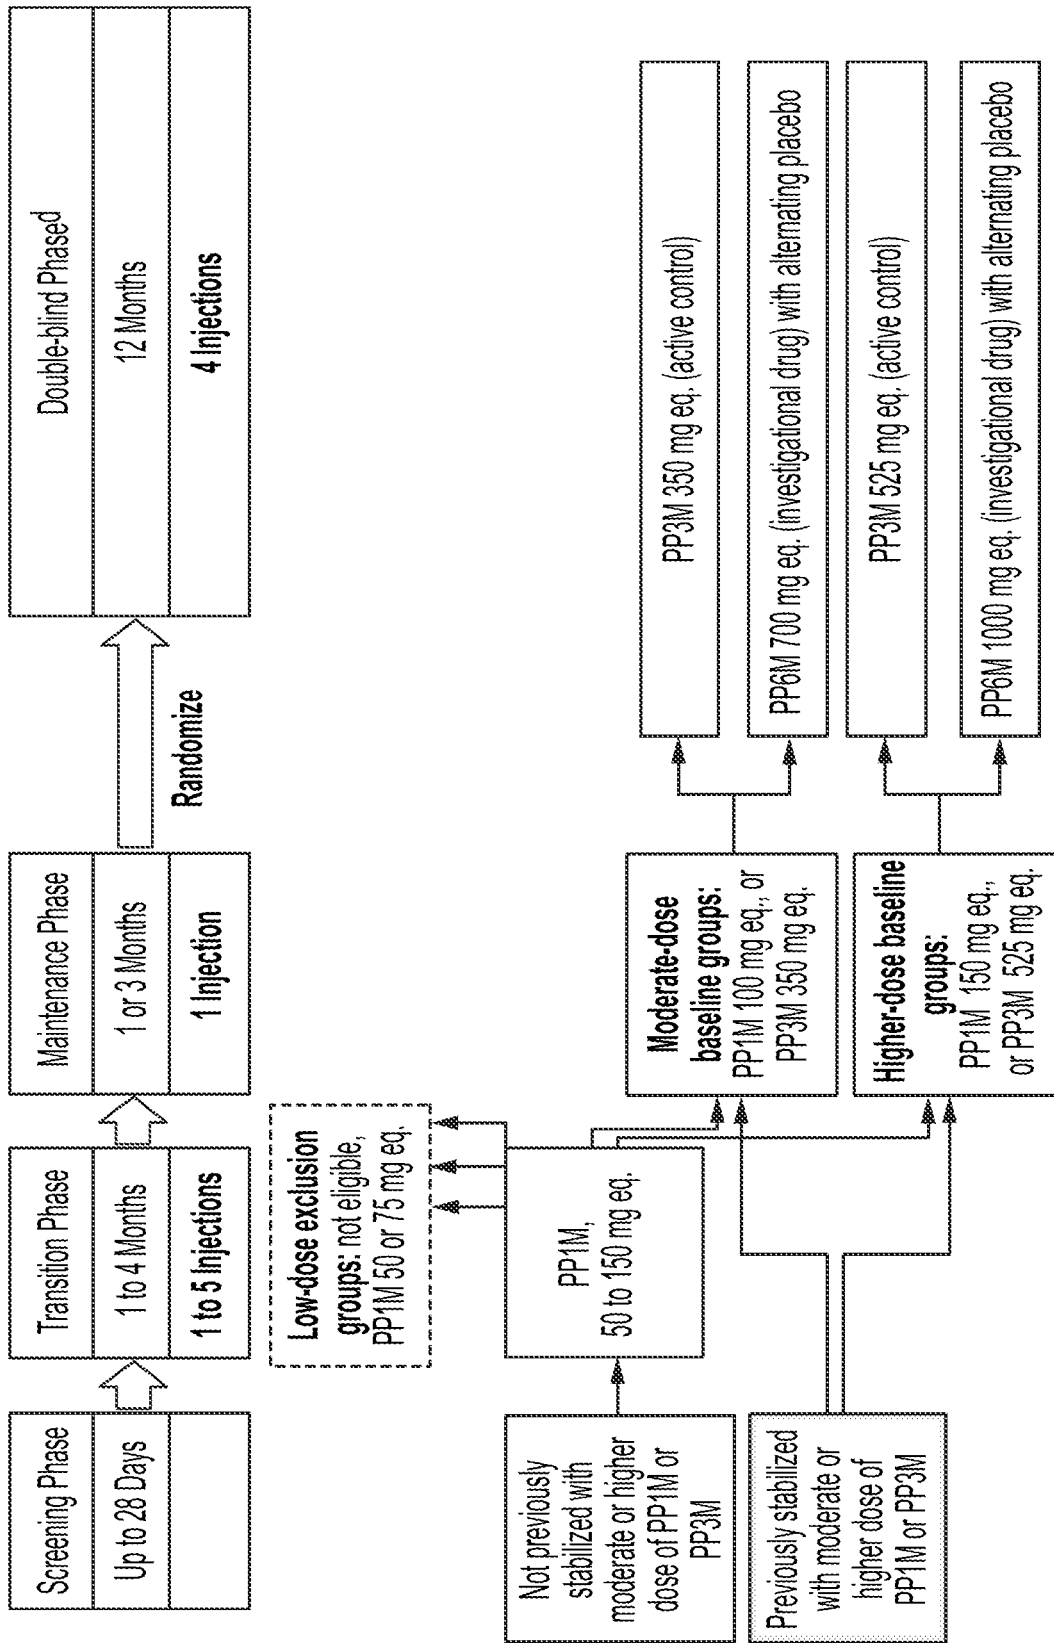 Screening Phase
Up to 28 Days
Transition Phase
1 to 4 Months
1 to 5 Injections
Maintenance Phase
1 or 3 Months
1 Injection
Randomize
Double-blind Phased
12 Months
4 Injections
Low-dose exclusion
groups: not eligible,
PP1M 50 or 75 mg eq.
Not previously
stabilized with
moderate or higher
dose of PP1M or
PP3M
PP1M,
50 to 150 mg eq.
Previously stabilized
with moderate or
higher dose of
PP1M or PP3M
Moderate-dose
baseline groups:
PP1M 100 mg eq., or
PP3M 350 mg eq.
Higher-dose baseline
groups:
PP1M 150 mg eq.,
or PP3M 525 mg eq.
PP3M 350 mg eq. (active control)
PP6M 700 mg eq. (investigational drug) with alternating placebo
PP3M 525 mg eq. (active control)
PP6M 1000 mg eq. (investigational drug) with alternating placebo